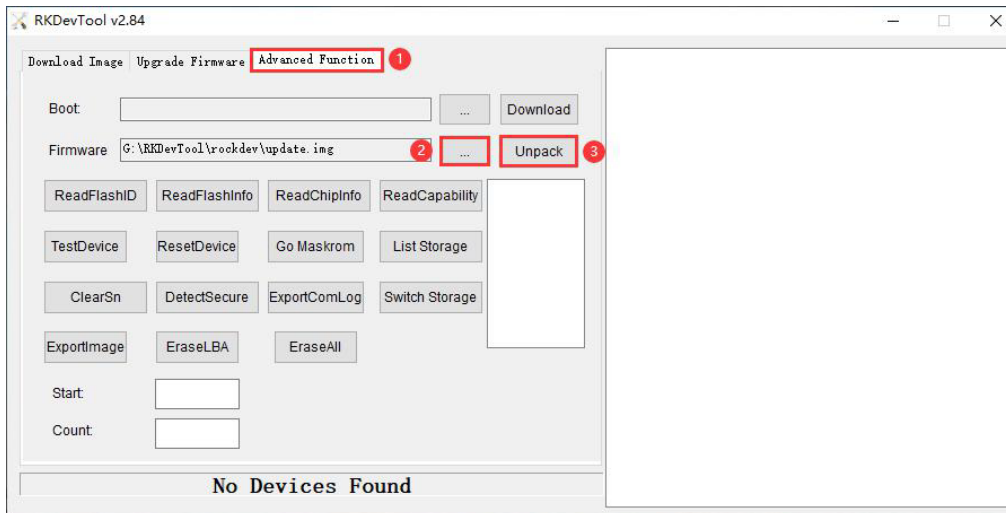 RKDevTool v2.84
Download Image Upgrade Firmware Advanced Function 1
Boot: ... Download
Firmware G:\RKDevTool\rockdev\update.img 2 ... Unpack 3
ReadFlashID ReadFlashInfo ReadChipInfo ReadCapability
TestDevice ResetDevice Go Maskrom List Storage
ClearSn DetectSecure ExportComLog Switch Storage
ExportImage EraseLBA EraseAll
Start:
Count:
No Devices Found